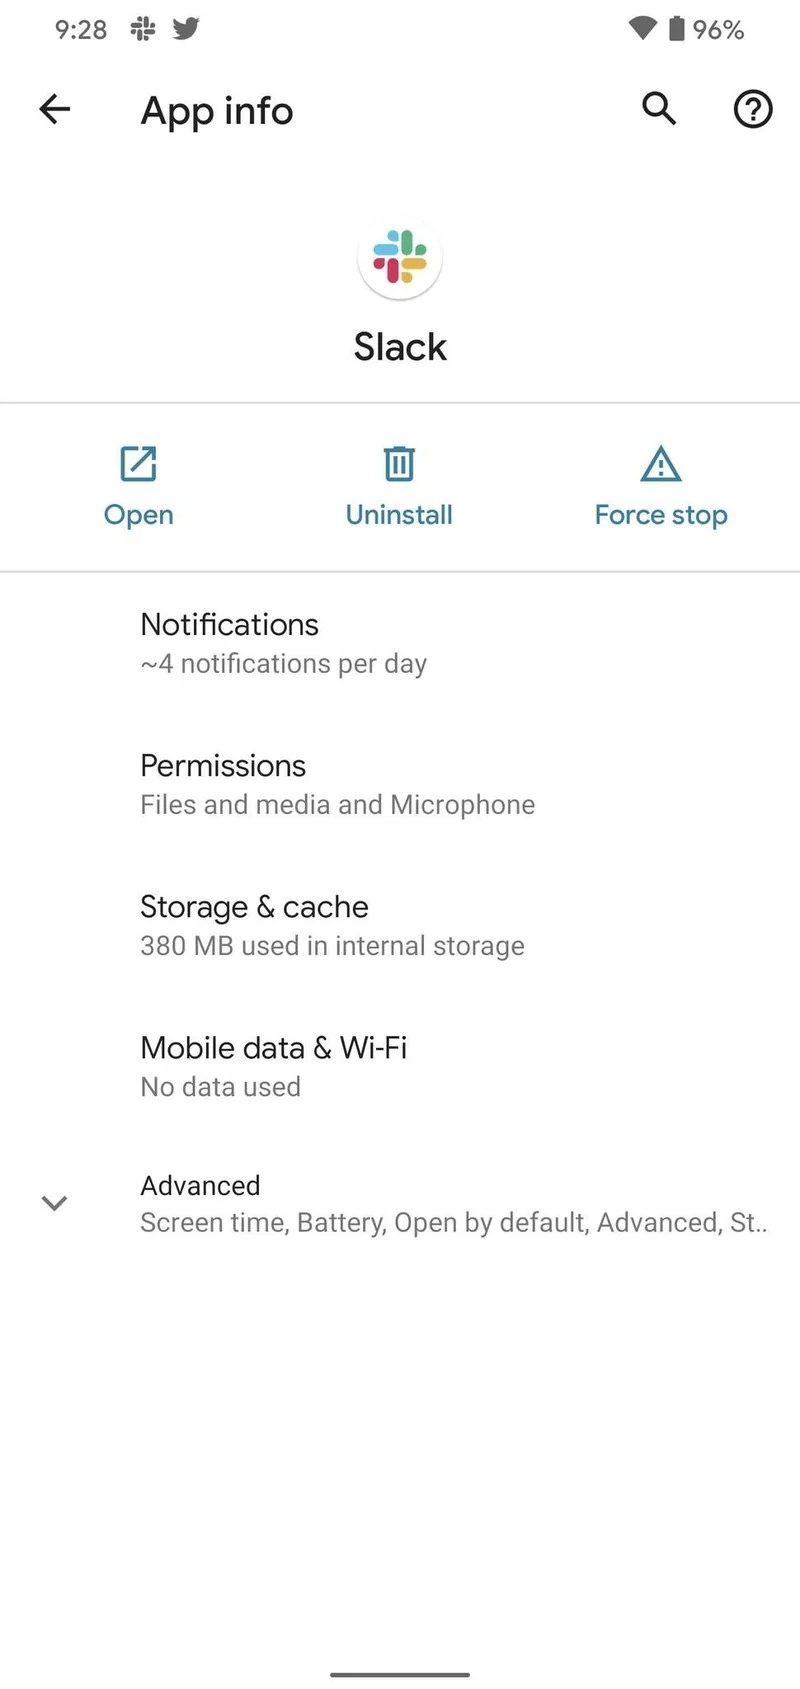 9:28 96%
App info
Slack
Open Uninstall Force stop
Notifications
~4 notifications per day
Permissions
Files and media and Microphone
Storage & cache
380 MB used in internal storage
Mobile data & Wi-Fi
No data used
Advanced
Screen time, Battery, Open by default, Advanced, St..